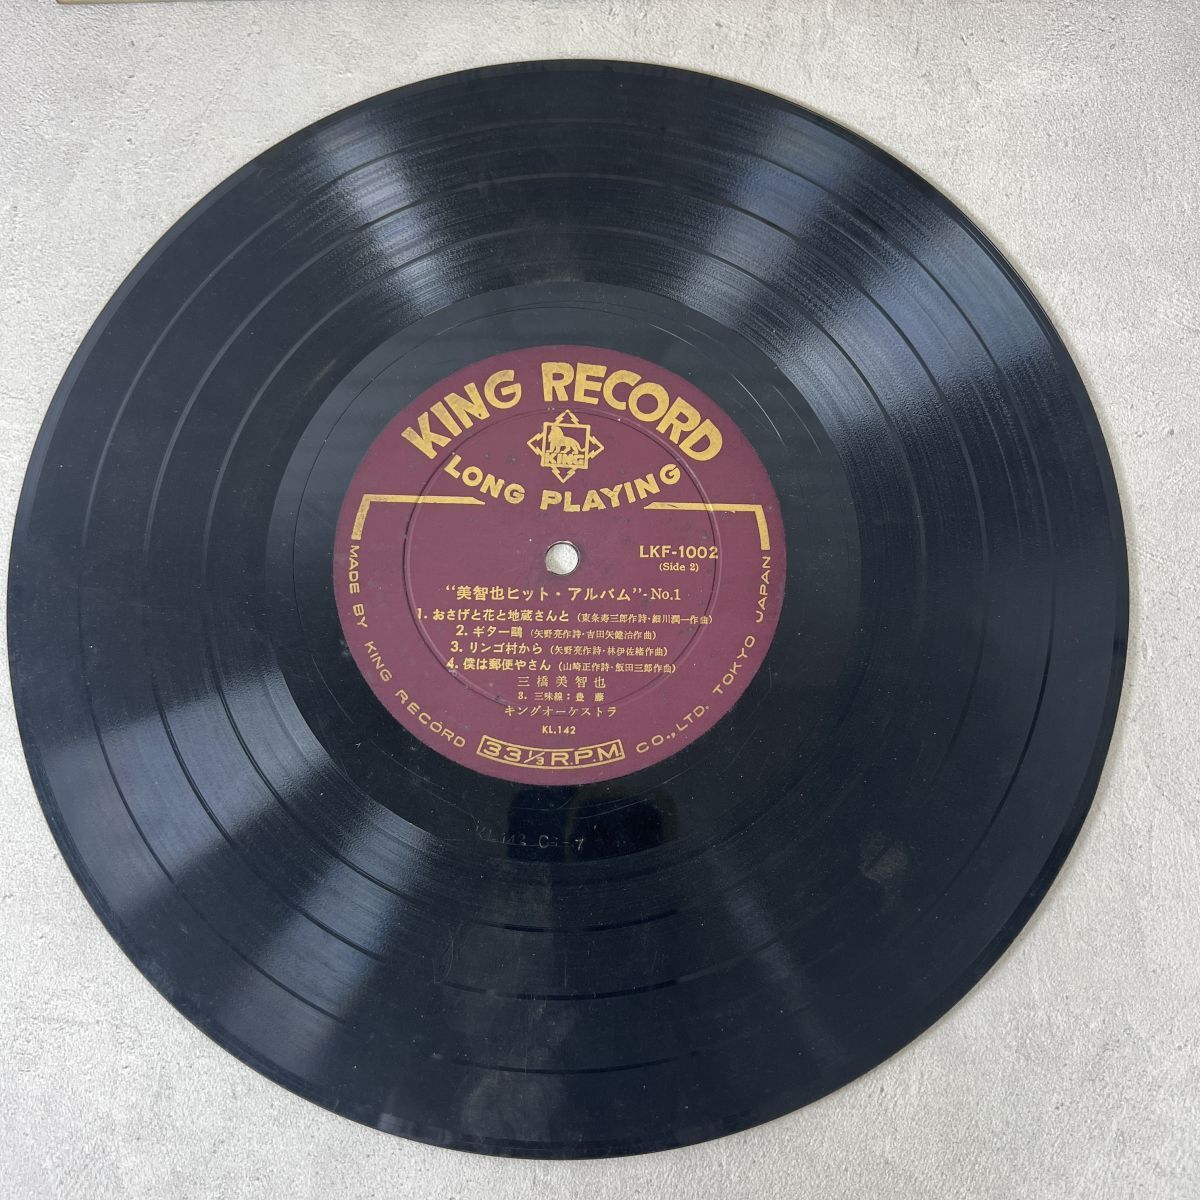 KING RECORD
KING
LONG PLAYING
LKF-1002
(Side 2)
"美智也ヒット・アルバム"-No.1
1. おさげと花と地蔵さんと (東条寿三郎作詩・細川潤一作曲)
2. ギター鷗 (矢野亮作詩・吉田矢健治作曲)
3. リンゴ村から (矢野亮作詩・林伊佐緒作曲)
4. 僕は郵便やさん (山崎正作詩・飯田三郎作曲)
三橋美智也
3. 三味線：豊藤
キングオーケストラ
KL.142
33 1/3 R.P.M.
MADE BY KING RECORD CO., LTD. TOKYO JAPAN